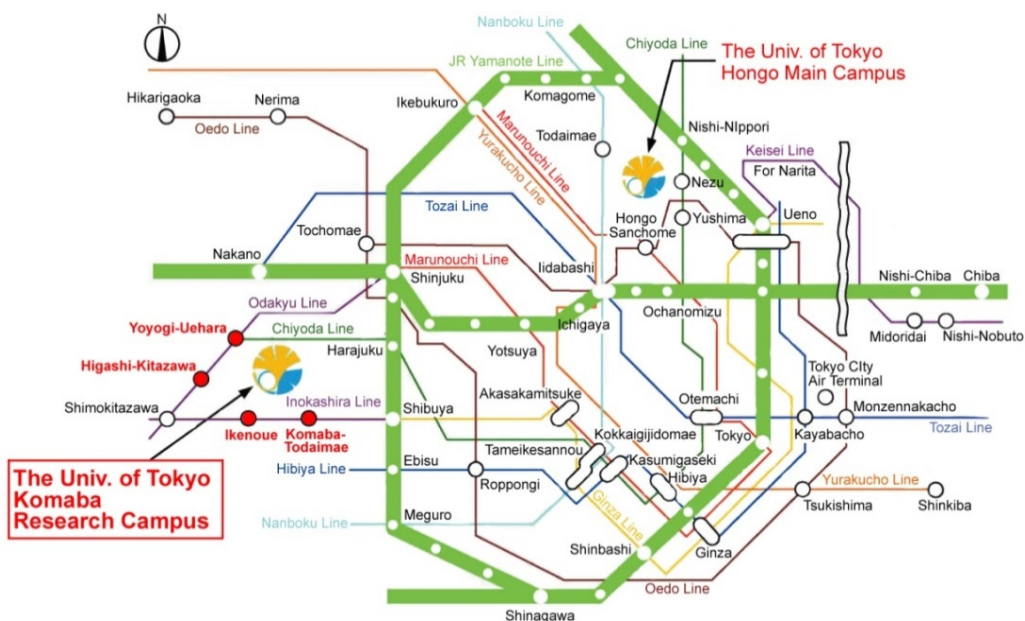 N
Nanboku Line
Chiyoda Line
The Univ. of Tokyo
Hongo Main Campus
JR Yamanote Line
Hikarigaoka
Nerima
Oedo Line
Ikebukuro
Komagome
Marunouchi Line
Yurakucho Line
Todaimae
Nishi-NIppori
Keisei Line
For Narita
Nezu
Tozai Line
Hongo
Sanchome
Yushima
Ueno
Tochomae
Nakano
Marunouchi Line
Shinjuku
Iidabashi
Nishi-Chiba
Chiba
Odakyu Line
Yoyogi-Uehara
Chiyoda Line
Harajuku
Yotsuya
Ichigaya
Ochanomizu
Midoridai
Nishi-Nobuto
Higashi-Kitazawa
Tokyo CIty
Air Terminal
Shimokitazawa
Inokashira Line
Shibuya
Akasakamitsuke
Otemachi
Monzennakacho
Ikenoue
Komaba-
Todaimae
Kokkaigijidomae
Tokyo
Kayabacho
Tozai Line
Tameikesannou
Kasumigaseki
Hibiya
The Univ. of Tokyo
Komaba
Research Campus
Hibiya Line
Ebisu
Roppongi
Yurakucho Line
Tsukishima
Shinkiba
Nanboku Line
Meguro
Ginza Line
Shinbashi
Ginza
Oedo Line
Shinagawa